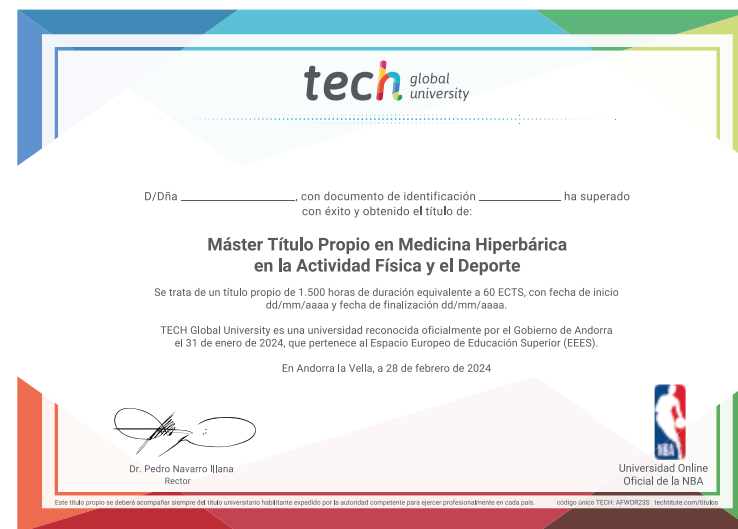 tech global university
D/Dña ____________, con documento de identificación __________ ha superado
con éxito y obtenido el título de:
Máster Título Propio en Medicina Hiperbárica
en la Actividad Física y el Deporte
Se trata de un título propio de 1.500 horas de duración equivalente a 60 ECTS, con fecha de inicio
dd/mm/aaaa y fecha de finalización dd/mm/aaaa.
TECH Global University es una universidad reconocida oficialmente por el Gobierno de Andorra
el 31 de enero de 2024, que pertenece al Espacio Europeo de Educación Superior (EEES).
En Andorra la Vella, a 28 de febrero de 2024
Dr. Pedro Navarro Illana
Rector
NBA
Universidad Online
Oficial de la NBA
Este título propio se deberá acompañar siempre del título universitario habilitante expedido por la autoridad competente para ejercer profesionalmente en cada país. código único TECH: AFWOR23S techtitute.com/titulos